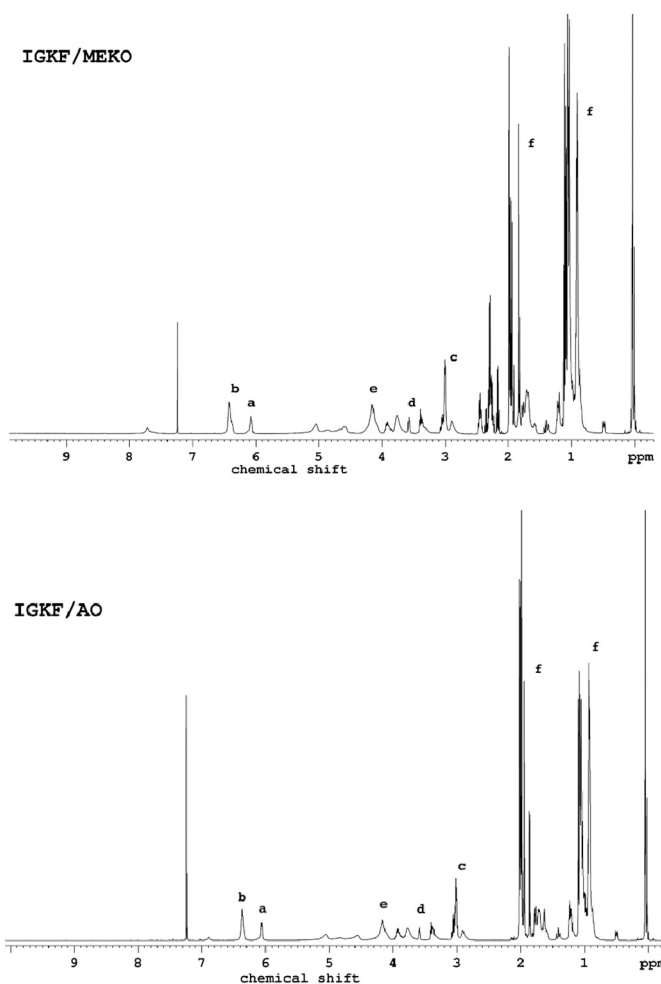 IGKF/MEKO
f
f
b
a
e
c
d
9 8 7 6 5 4 3 2 1 ppm
chemical shift
IGKF/AO
f
f
c
b
a
e
d
9 8 7 6 5 4 3 2 1 ppm
chemical shift